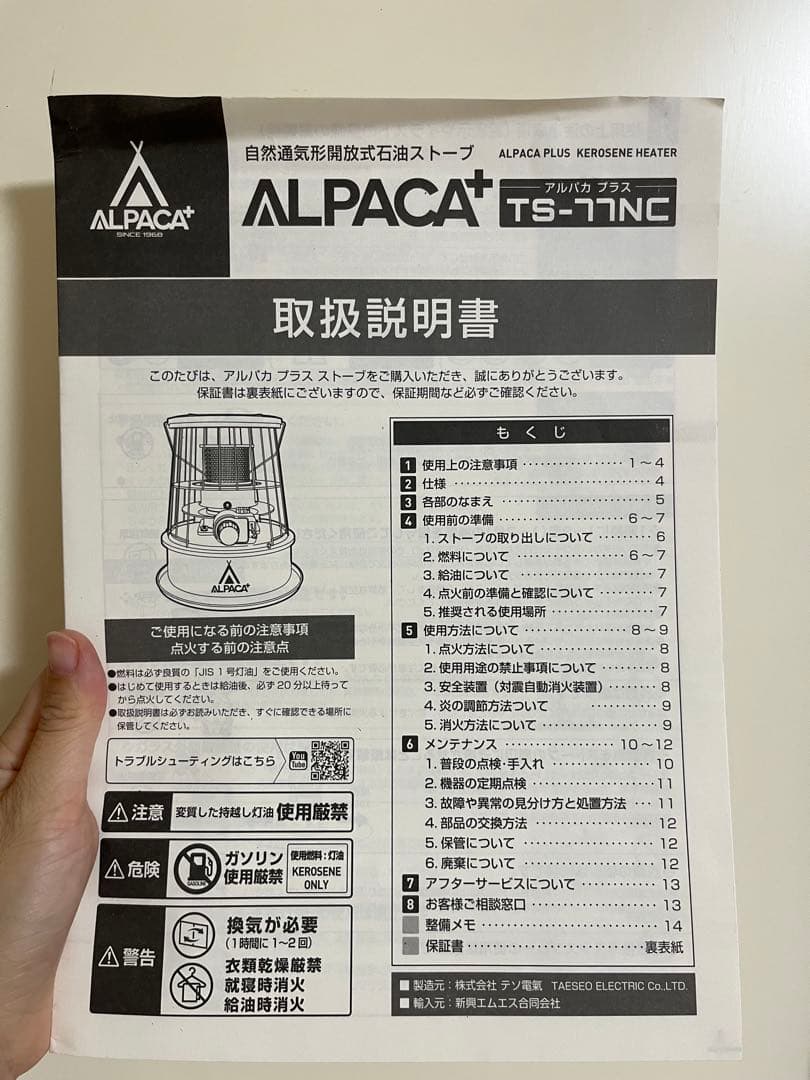 ALPACA+
SINCE 1968
自然通気形開放式石油ストーブ ALPACA PLUS KEROSENE HEATER
ALPACA+
アルパカ プラス
TS-77NC
取扱説明書
このたびは、アルパカ プラス ストーブをご購入いただき、誠にありがとうございます。
保証書は裏表紙にございますので、保証期間など必ずご確認ください。
ALPACA+
ご使用になる前の注意事項
点火する前の注意点
●燃料は必ず良質の「JIS 1号灯油」をご使用ください。
●はじめて使用するときは給油後、必ず20分以上待って
から点火してください。
●取扱説明書は必ずお読みいただき、すぐに確認できる場所に
保管してください。
トラブルシューティングはこちら
You
Tube
注意 変質した持越し灯油 使用厳禁
危険
GASOLINE
ガソリン
使用厳禁
使用燃料:灯油
KEROSENE
ONLY
警告
換気が必要
(1時間に1〜2回)
衣類乾燥厳禁
就寝時消火
給油時消火
もくじ
1 使用上の注意事項 ················· 1〜4
2 仕様 ································· 4
3 各部のなまえ ························· 5
4 使用前の準備 ······················ 6〜7
1. ストーブの取り出しについて ········· 6
2. 燃料について ·················· 6〜7
3. 給油について ····················· 7
4. 点火前の準備と確認について ········· 7
5. 推奨される使用場所 ················ 7
5 使用方法について ·················· 8〜9
1. 点火方法について ·················· 8
2. 使用用途の禁止事項について ········· 8
3. 安全装置(対震自動消火装置) ········ 8
4. 炎の調節方法ついて ················ 9
5. 消火方法について ·················· 9
6 メンテナンス ···················· 10〜12
1. 普段の点検・手入れ ················ 10
2. 機器の定期点検 ··················· 11
3. 故障や異常の見分け方と処置方法 ··· 11
4. 部品の交換方法 ··················· 12
5. 保管について ····················· 12
6. 廃棄について ····················· 12
7 アフターサービスについて ············ 13
8 お客様ご相談窓口 ··················· 13
整備メモ ····························· 14
保証書 ····························· 裏表紙
■製造元:株式会社 テソ電氣 TAESEO ELECTRIC Co.,LTD.
■輸入元:新興エムエス合同会社